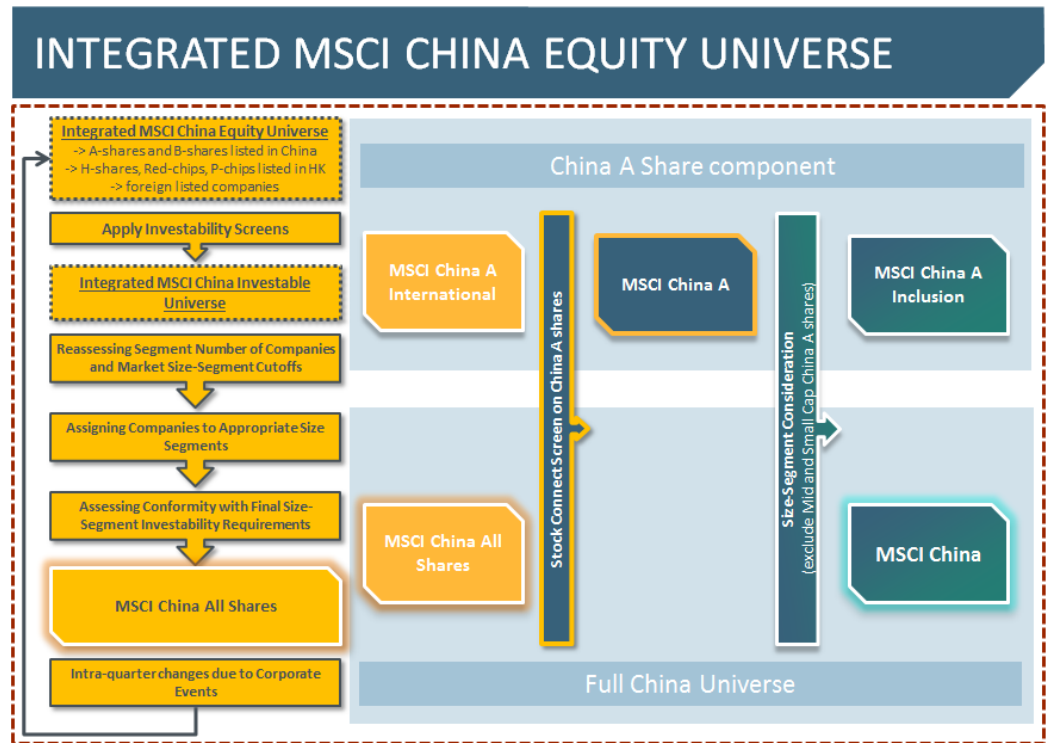 INTEGRATED MSCI CHINA EQUITY UNIVERSE
Integrated MSCI China Equity Universe
-> A-shares and B-shares listed in China
-> H-shares, Red-chips, P-chips listed in HK
-> foreign listed companies
Apply Investability Screens
Integrated MSCI China Investable
Universe
Reassessing Segment Number of Companies
and Market Size-Segment Cutoffs
Assigning Companies to Appropriate Size
Segments
Assessing Conformity with Final Size-
Segment Investability Requirements
MSCI China All Shares
Intra-quarter changes due to Corporate
Events
China A Share component
MSCI China A
International
Stock Connect Screen on China A shares
MSCI China A
Size-Segment Consideration
(exclude Mid and Small Cap China A shares)
MSCI China A
Inclusion
MSCI China All
Shares
MSCI China
Full China Universe